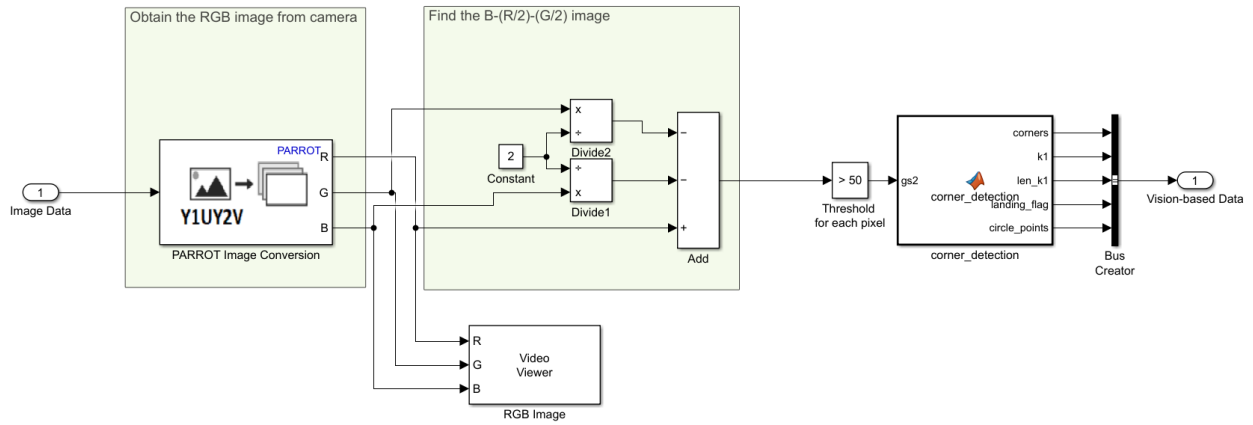 Obtain the RGB image from camera
Find the B-(R/2)-(G/2) image
1
Image Data
PARROT
R
G
B
Y1UY2V
PARROT Image Conversion
2
Constant
x
÷
Divide2
÷
x
Divide1
−
−
+
Add
> 50
Threshold
for each pixel
gs2
corner_detection
corners
k1
len_k1
landing_flag
circle_points
corner_detection
Bus
Creator
1
Vision-based Data
R
G
B
Video
Viewer
RGB Image